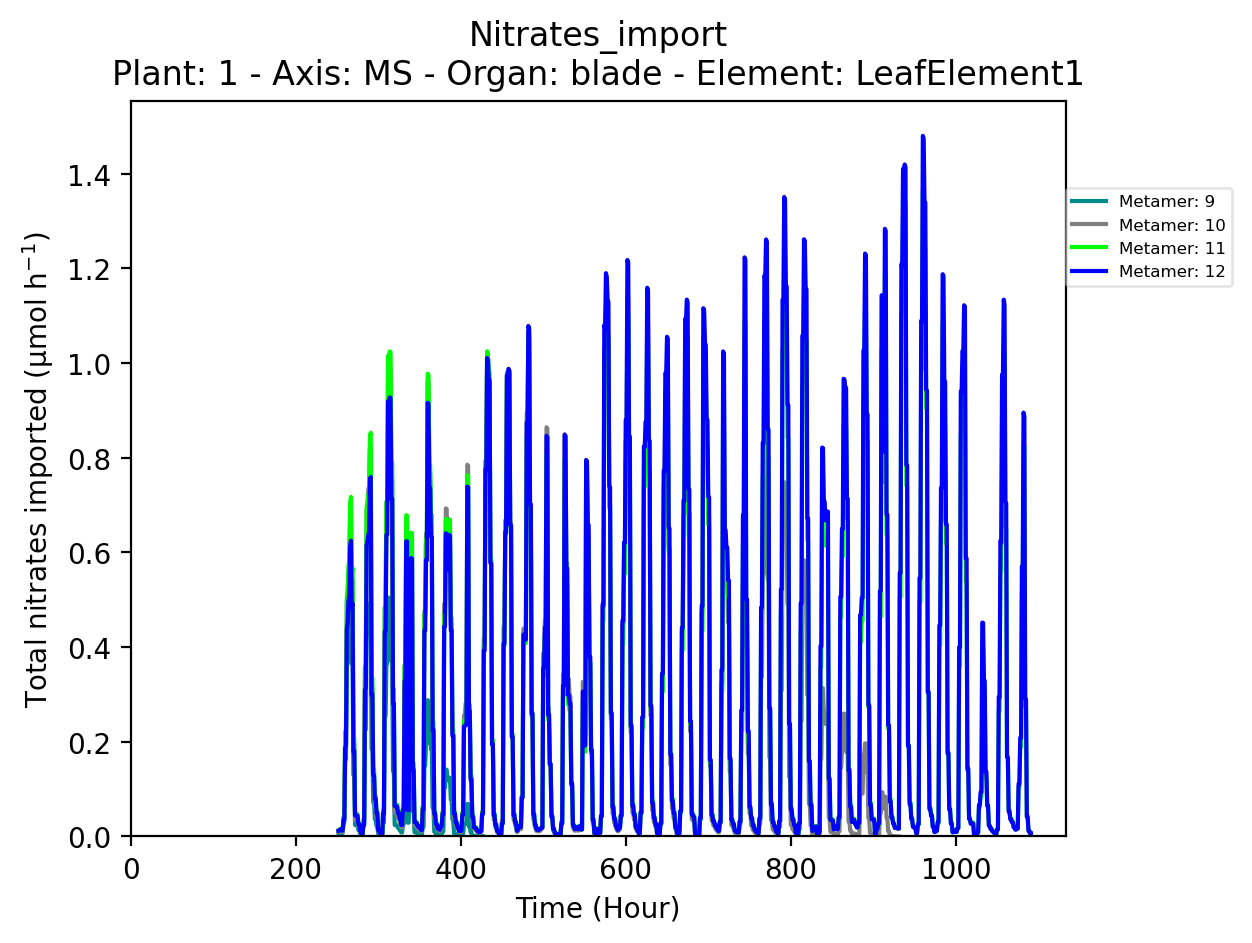 Nitrates_import
Plant: 1 - Axis: MS - Organ: blade - Element: LeafElement1
Total nitrates imported (µmol h⁻¹)
1.4
1.2
1.0
0.8
0.6
0.4
0.2
0.0
0 200 400 600 800 1000
Time (Hour)
Metamer: 9
Metamer: 10
Metamer: 11
Metamer: 12